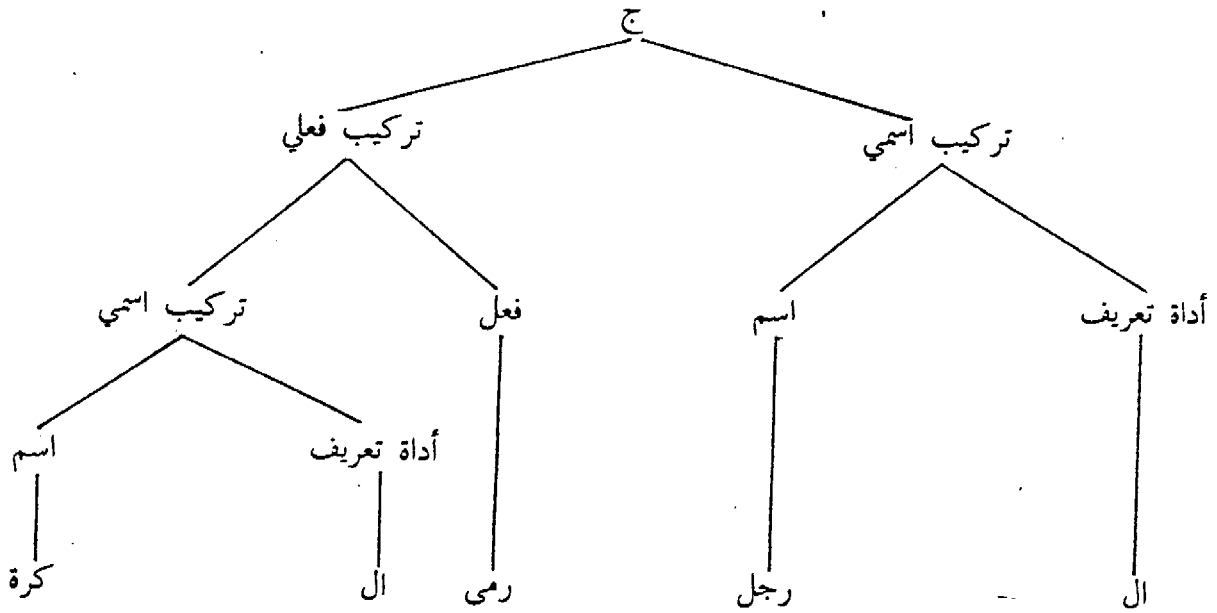 ج
تركيب اسمي تركيب فعلي
أداة تعريف اسم فعل تركيب اسمي
أداة تعريف اسم
ال رجل رمى ال كرة